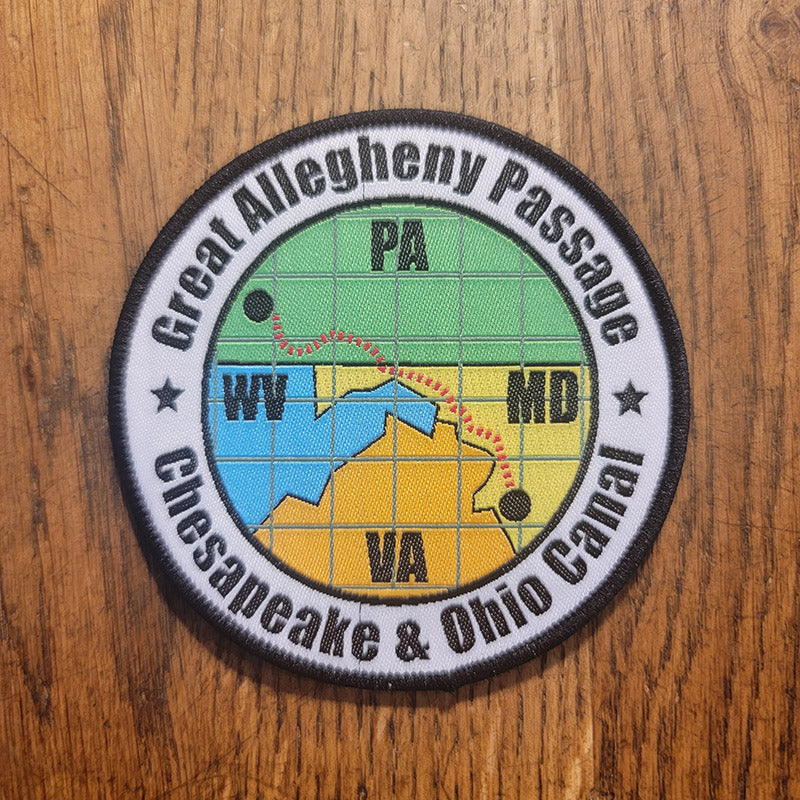 Great Allegheny Passage
PA
WV
MD
VA
Chesapeake & Ohio Canal